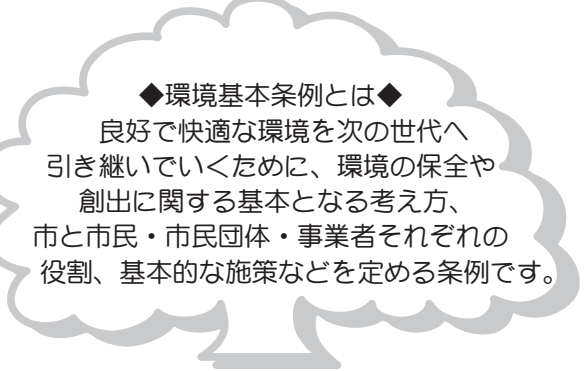 ◆環境基本条例とは◆
良好で快適な環境を次の世代へ
引き継いでいくために、環境の保全や
創出に関する基本となる考え方、
市と市民・市民団体・事業者それぞれの
役割、基本的な施策などを定める条例です。